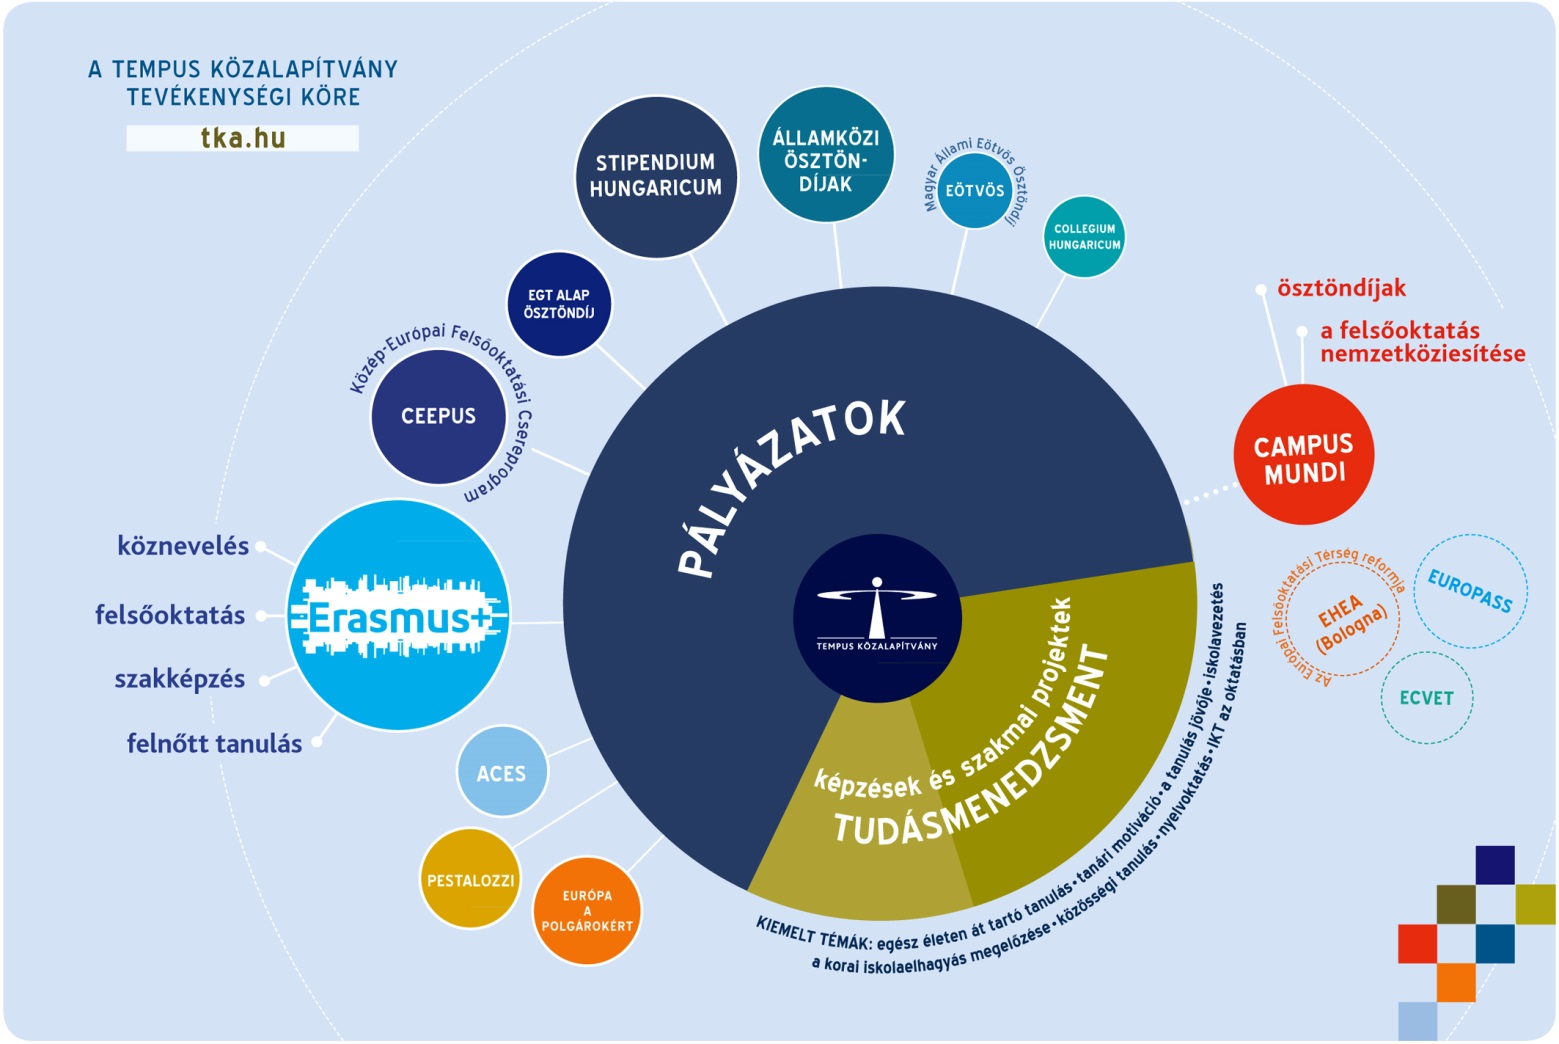 A TEMPUS KÖZALAPÍTVÁNY
TEVÉKENYSÉGI KÖRE
tka.hu
STIPENDIUM
HUNGARICUM
ÁLLAMKÖZI
ÖSZTÖN-
DÍJAK
Magyar Állami Eötvös Ösztöndíj
EÖTVÖS
COLLEGIUM
HUNGARICUM
EGT ALAP
ÖSZTÖNDÍJ
Közép-Európai Felsőoktatási Csereprogram
CEEPUS
ösztöndíjak
a felsőoktatás
nemzetköziesítése
CAMPUS
MUNDI
PÁLYÁZATOK
köznevelés
felsőoktatás
szakképzés
felnőtt tanulás
Erasmus+
TEMPUS KÖZALAPÍTVÁNY
képzések és szakmai projektek
TUDÁSMENEDZSMENT
Az Európai Felsőoktatási Térség reformja
EHEA
(Bologna)
EUROPASS
ECVET
ACES
PESTALOZZI
EURÓPA
A
POLGÁROKÉRT
KIEMELT TÉMÁK: egész életen át tartó tanulás • tanári motiváció • a tanulás jövője • iskolavezetés
a korai iskolaelhagyás megelőzése • közösségi tanulás • nyelvoktatás • IKT az oktatásban